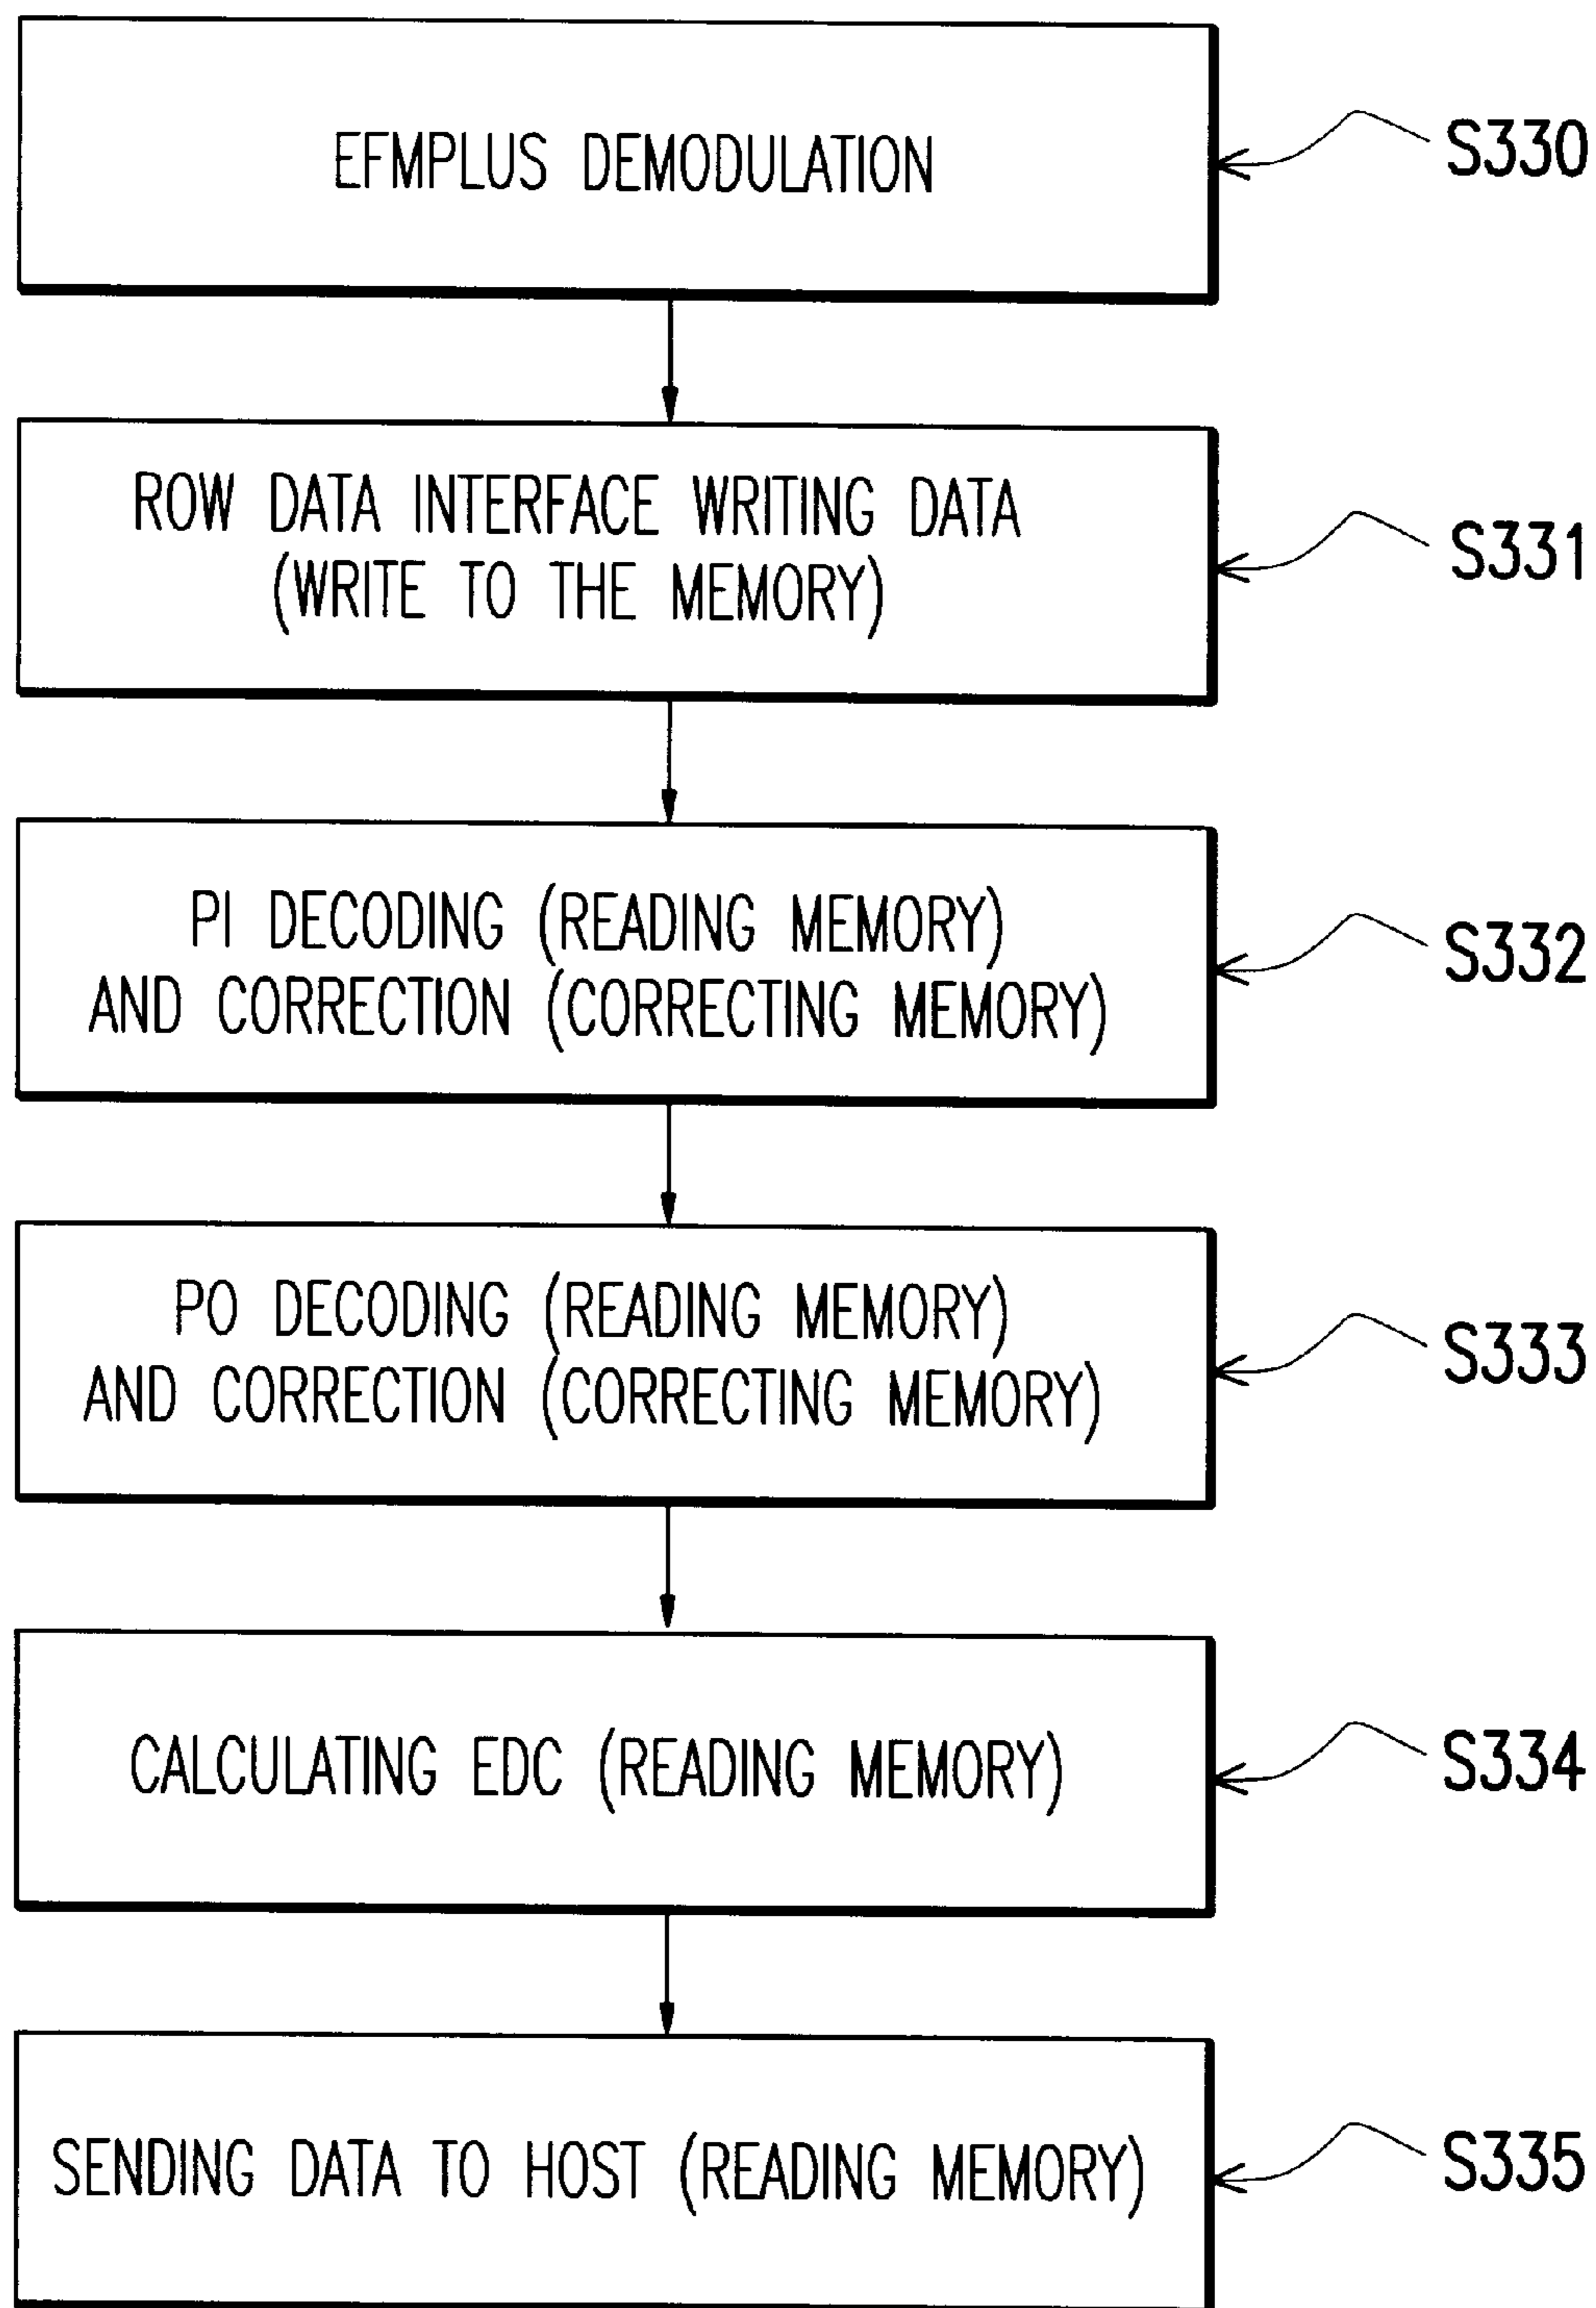 EFMPLUS DEMODULATION
S330
ROW DATA INTERFACE WRITING DATA
(WRITE TO THE MEMORY)
S331
PI DECODING (READING MEMORY)
AND CORRECTION (CORRECTING MEMORY)
S332
PO DECODING (READING MEMORY)
AND CORRECTION (CORRECTING MEMORY)
S333
CALCULATING EDC (READING MEMORY)
S334
SENDING DATA TO HOST (READING MEMORY)
S335